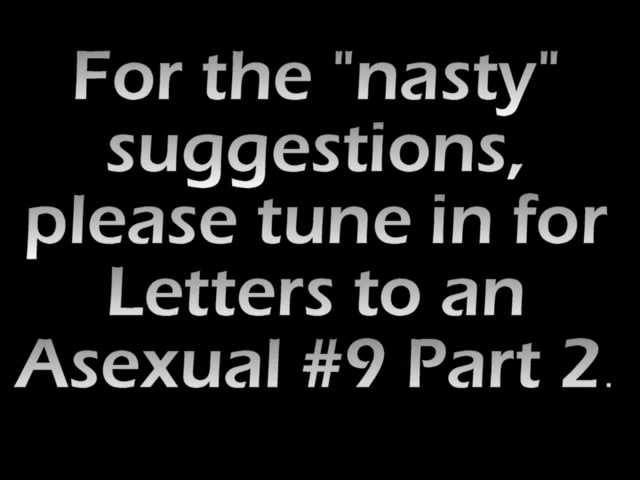 For the "nasty"
suggestions,
please tune in for
Letters to an
Asexual #9 Part 2.